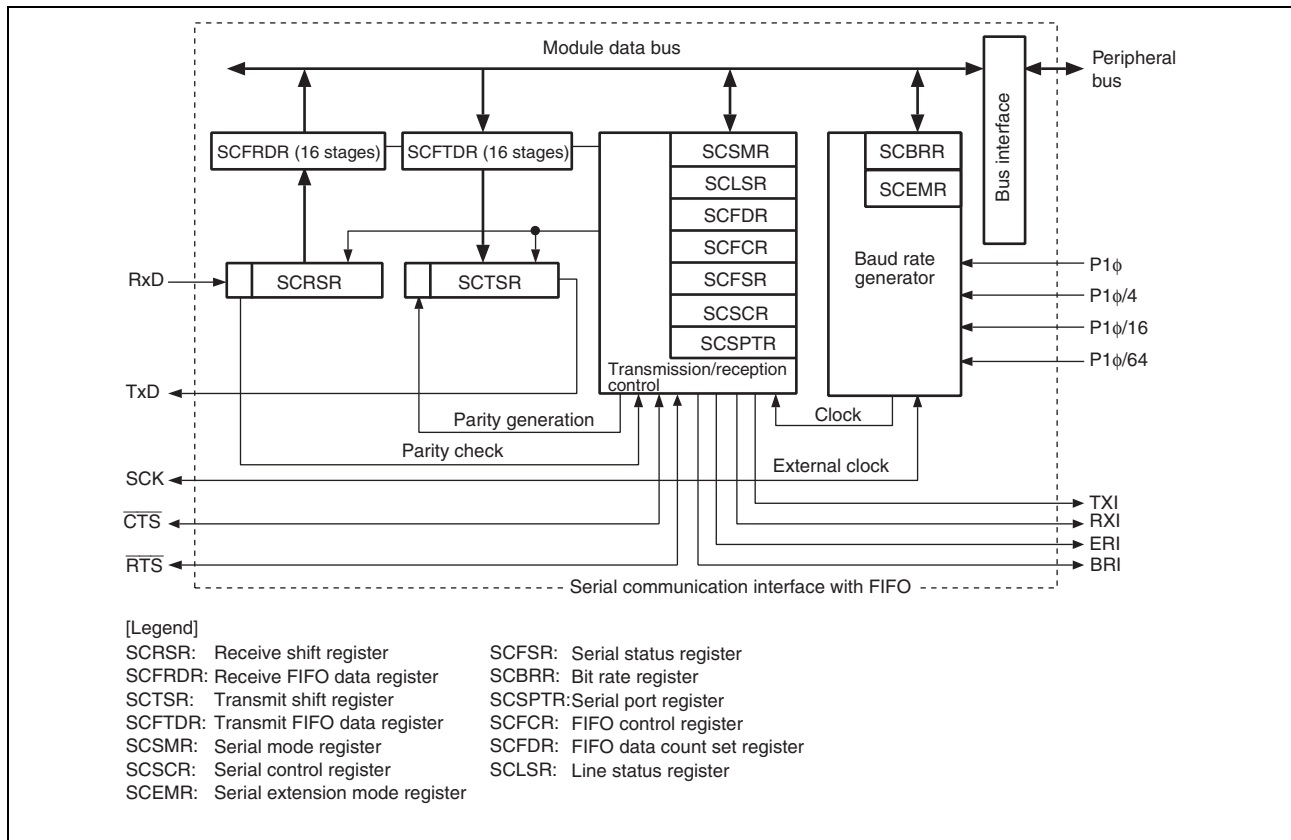 Module data bus
Peripheral
bus
Bus interface
SCFRDR (16 stages)
SCFTDR (16 stages)
SCSMR
SCLSR
SCFDR
SCFCR
SCFSR
SCSCR
SCSPTR
Transmission/reception
control
SCBRR
SCEMR
Baud rate
generator
RxD
SCRSR
SCTSR
P1ϕ
P1ϕ/4
P1ϕ/16
P1ϕ/64
TxD
Parity generation
Clock
Parity check
External clock
SCK
CTS
RTS
TXI
RXI
ERI
BRI
Serial communication interface with FIFO
[Legend]
SCRSR: Receive shift register
SCFRDR: Receive FIFO data register
SCTSR: Transmit shift register
SCFTDR: Transmit FIFO data register
SCSMR: Serial mode register
SCSCR: Serial control register
SCEMR: Serial extension mode register
SCFSR: Serial status register
SCBRR: Bit rate register
SCSPTR: Serial port register
SCFCR: FIFO control register
SCFDR: FIFO data count set register
SCLSR: Line status register